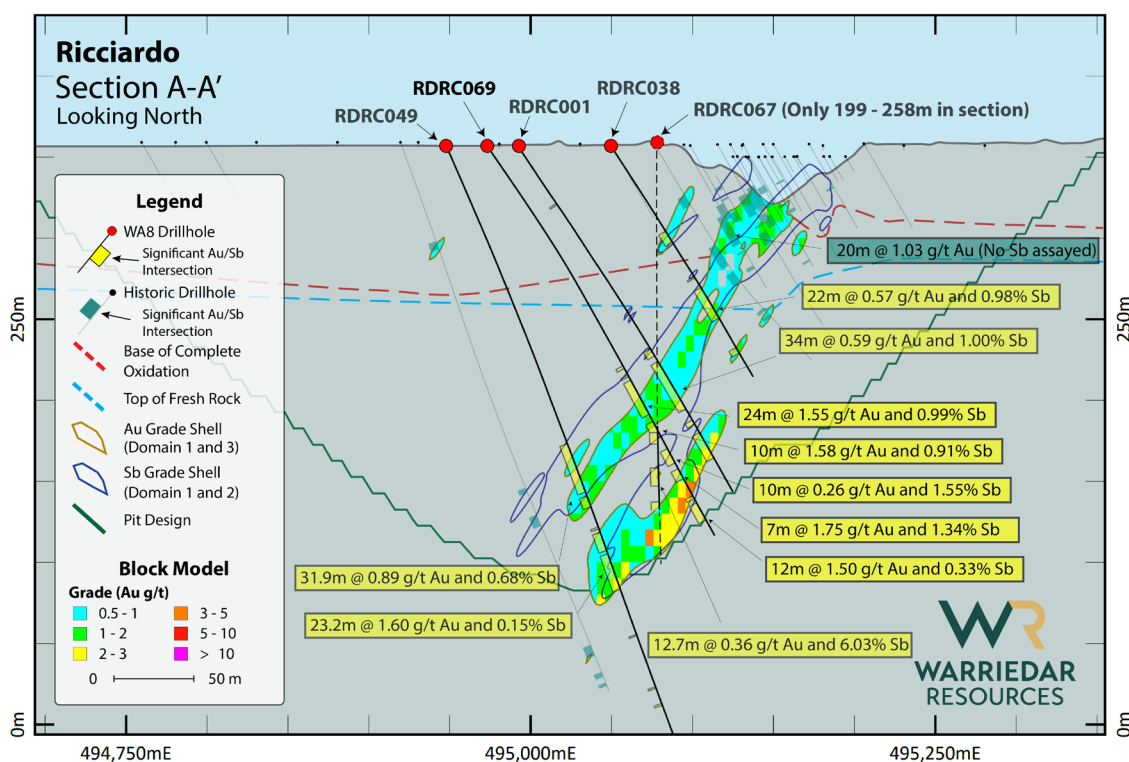 Ricciardo
Section A-A’
Looking North
RDRC049
RDRC069
RDRC001
RDRC038
RDRC067 (Only 199 - 258m in section)
Legend
WA8 Drillhole
Significant Au/Sb
Intersection
Historic Drillhole
Significant Au/Sb
Intersection
Base of Complete
Oxidation
Top of Fresh Rock
Au Grade Shell
(Domain 1 and 3)
Sb Grade Shell
(Domain 1 and 2)
Pit Design
Block Model
Grade (Au g/t)
0.5 - 1
3 - 5
1 - 2
5 - 10
2 - 3
> 10
0
50 m
20m @ 1.03 g/t Au (No Sb assayed)
22m @ 0.57 g/t Au and 0.98% Sb
34m @ 0.59 g/t Au and 1.00% Sb
24m @ 1.55 g/t Au and 0.99% Sb
10m @ 1.58 g/t Au and 0.91% Sb
10m @ 0.26 g/t Au and 1.55% Sb
7m @ 1.75 g/t Au and 1.34% Sb
12m @ 1.50 g/t Au and 0.33% Sb
31.9m @ 0.89 g/t Au and 0.68% Sb
23.2m @ 1.60 g/t Au and 0.15% Sb
12.7m @ 0.36 g/t Au and 6.03% Sb
WR
WARRIEDAR
RESOURCES
250m
0m
250m
0m
494,750mE
495,000mE
495,250mE